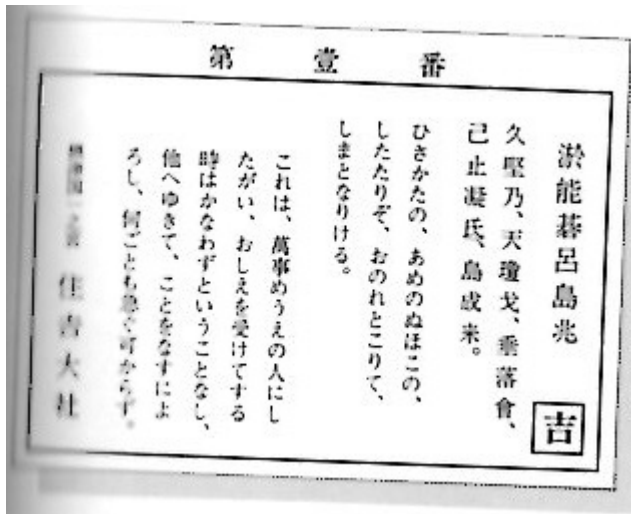 第壹番
淤能碁呂島兆
吉
久堅乃、天瓊戈、垂落會、
己止凝氏、島成来。
ひさかたの、あめのぬほこの、
したたりぞ、おのれとこりて、
しまとなりける。
これは、萬事めうえの人にし
たがい、おしえを受けてする
時はかなわずということなし、
他へゆきて、ことをなすによ
ろし、何ごとも急ぐ可からず。
住吉大社